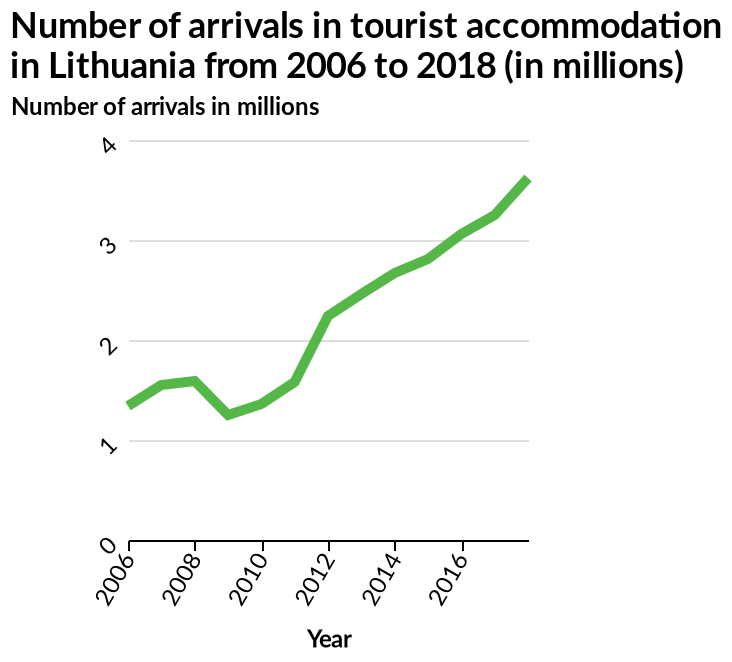 Number of arrivals in tourist accommodation
in Lithuania from 2006 to 2018 (in millions)
Number of arrivals in millions
4
3
2
1
0
2006
2008
2010
2012
2014
2016
Year